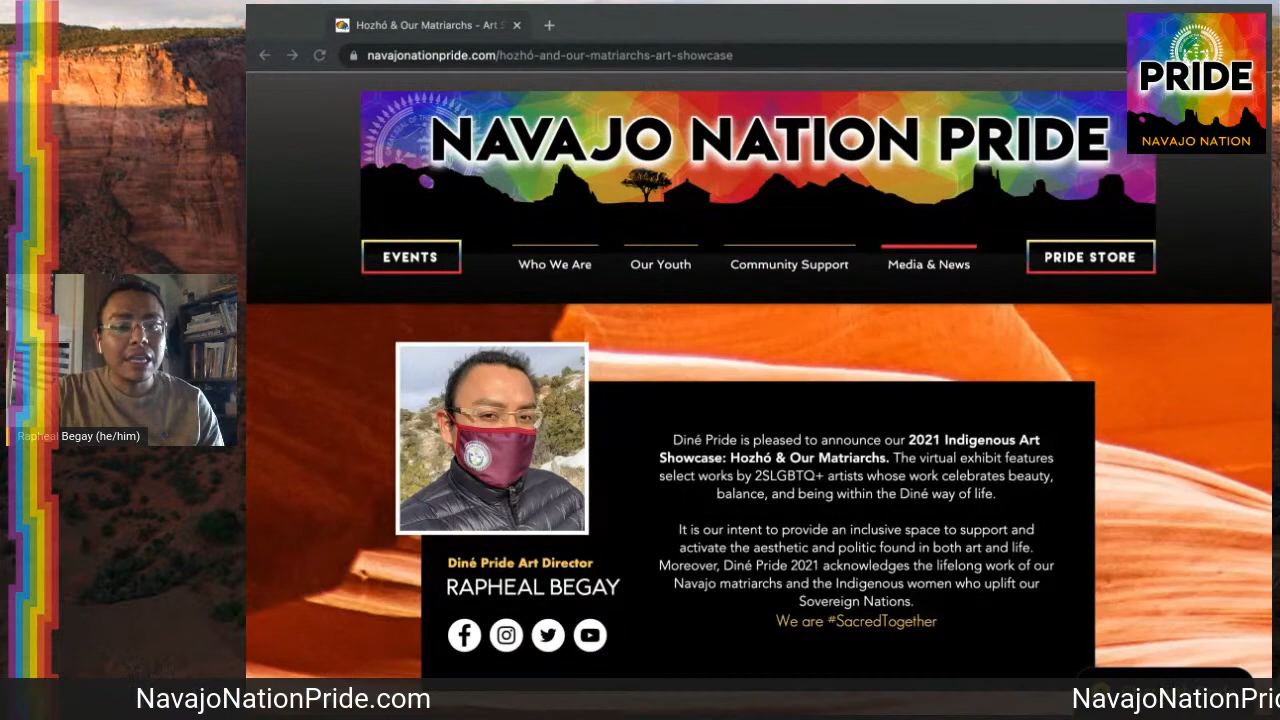 Hozhó & Our Matriarchs - Art
navajonationpride.com/hozhó-and-our-matriarchs-art-showcase
PRIDE
NAVAJO NATION
NAVAJO NATION PRIDE
EVENTS
Who We Are
Our Youth
Community Support
Media & News
PRIDE STORE
Rapheal Begay (he/him)
Diné Pride is pleased to announce our 2021 Indigenous Art
Showcase: Hozhó & Our Matriarchs. The virtual exhibit features
select works by 2SLGBTQ+ artists whose work celebrates beauty,
balance, and being within the Diné way of life.
It is our intent to provide an inclusive space to support and
activate the aesthetic and politic found in both art and life.
Moreover, Diné Pride 2021 acknowledges the lifelong work of our
Navajo matriarchs and the Indigenous women who uplift our
Sovereign Nations.
We are #SacredTogether
Diné Pride Art Director
RAPHEAL BEGAY
NavajoNationPride.com
NavajoNationPrid